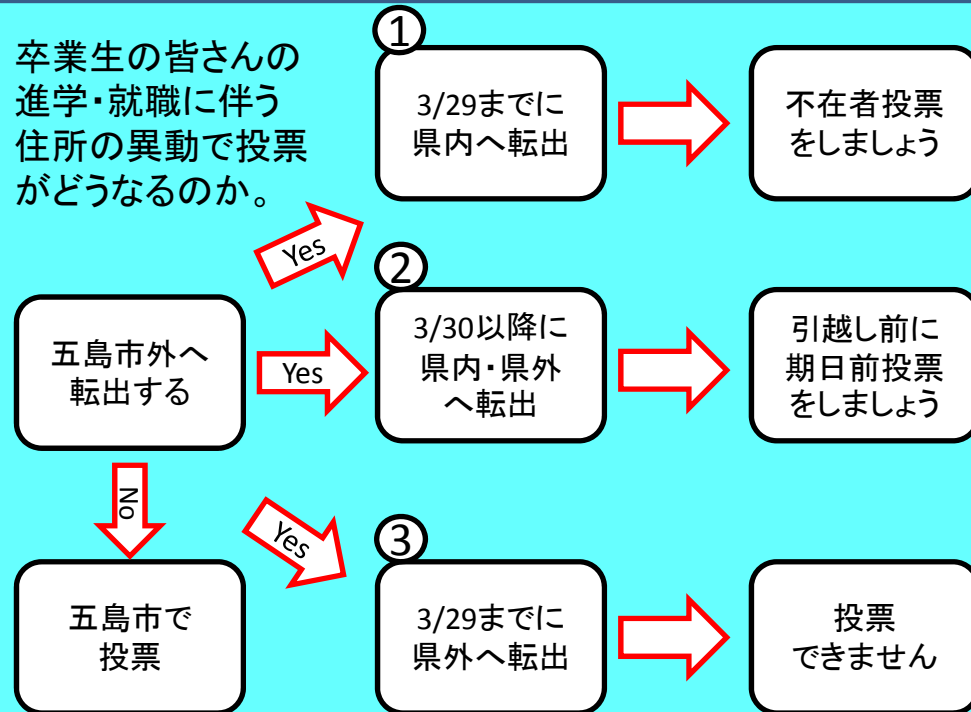 卒業生の皆さんの
進学・就職に伴う
住所の異動で投票
がどうなるのか。
①
3/29までに
県内へ転出
不在者投票
をしましょう
Yes
五島市外へ
転出する
Yes
②
3/30以降に
県内・県外
へ転出
引越し前に
期日前投票
をしましょう
No
五島市で
投票
Yes
③
3/29までに
県外へ転出
投票
できません